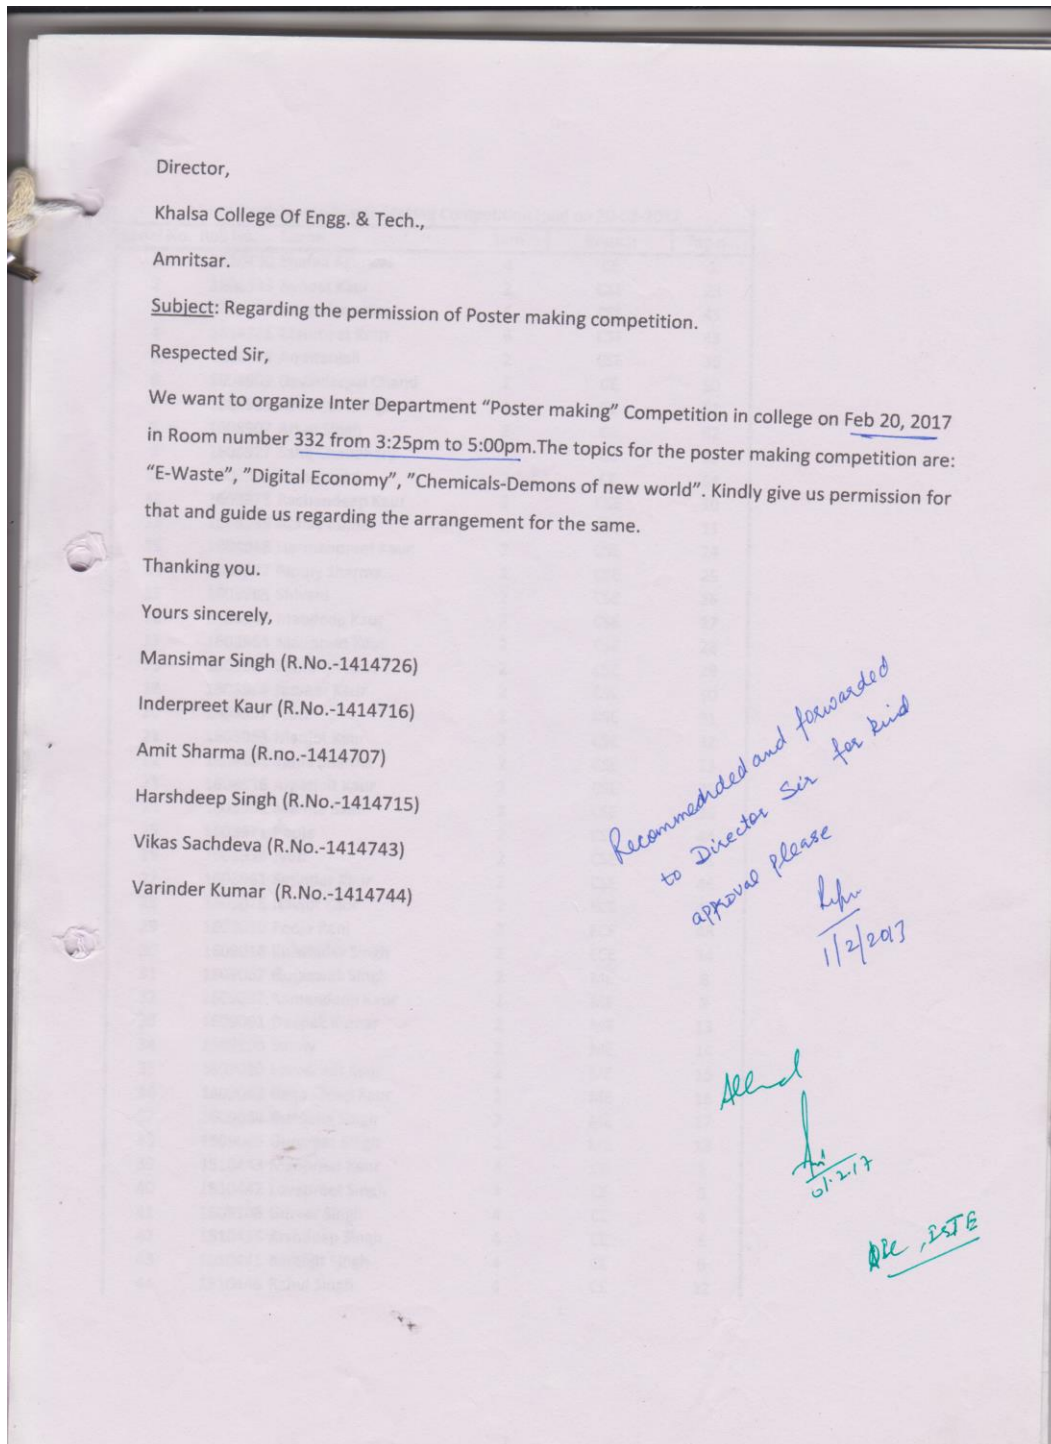 Director,
Khalsa College Of Engg. & Tech.,
Amritsar.
Subject: Regarding the permission of Poster making competition.
Respected Sir,
We want to organize Inter Department “Poster making” Competition in college on Feb 20, 2017
in Room number 332 from 3:25pm to 5:00pm.The topics for the poster making competition are:
“E-Waste”, ”Digital Economy”, ”Chemicals-Demons of new world”. Kindly give us permission for
that and guide us regarding the arrangement for the same.
Thanking you.
Yours sincerely,
Mansimar Singh (R.No.-1414726)
Inderpreet Kaur (R.No.-1414716)
Amit Sharma (R.no.-1414707)
Harshdeep Singh (R.No.-1414715)
Vikas Sachdeva (R.No.-1414743)
Varinder Kumar (R.No.-1414744)
Recommended and forwarded
to Director Sir for kind
approval please
1/2/2017
01.2.17
ISTE